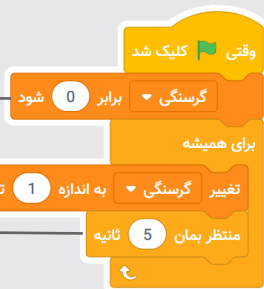 وقتی کلیک شد
گرسنگی برابر 0 شود
برای همیشه
تغییر گرسنگی به اندازه 1
منتظر بمان 5 ثانیه